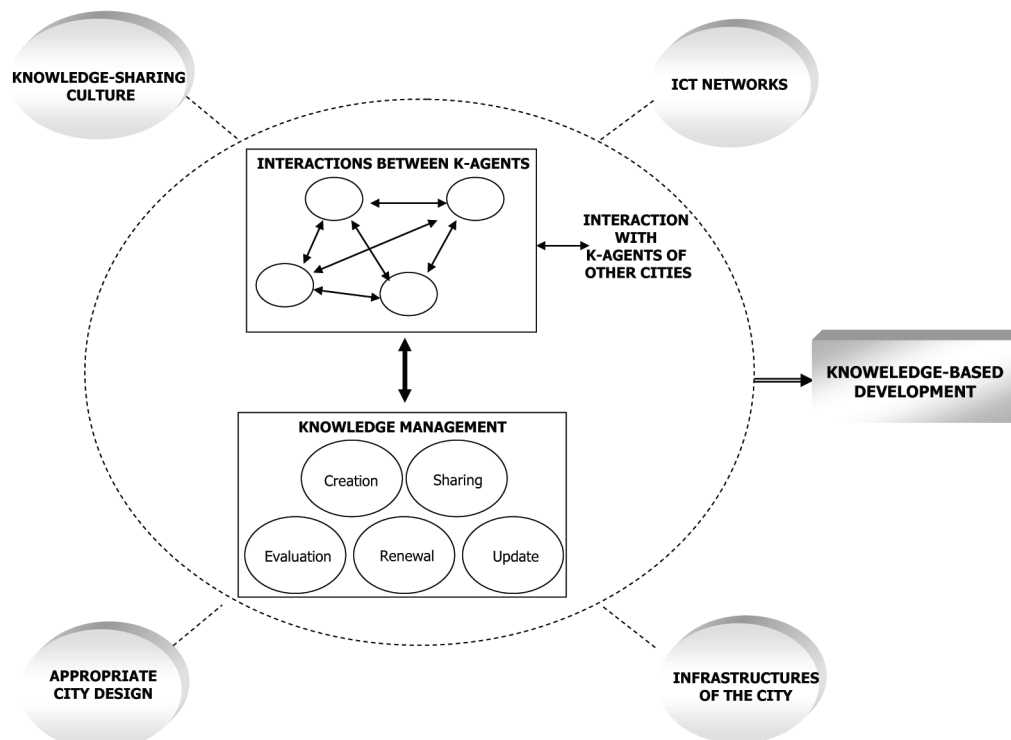 KNOWLEDGE-SHARING
CULTURE
ICT NETWORKS
INTERACTIONS BETWEEN K-AGENTS
INTERACTION
WITH
K-AGENTS OF
OTHER CITIES
KNOWELEDGE-BASED
DEVELOPMENT
KNOWLEDGE MANAGEMENT
Creation
Sharing
Evaluation
Renewal
Update
APPROPRIATE
CITY DESIGN
INFRASTRUCTURES
OF THE CITY